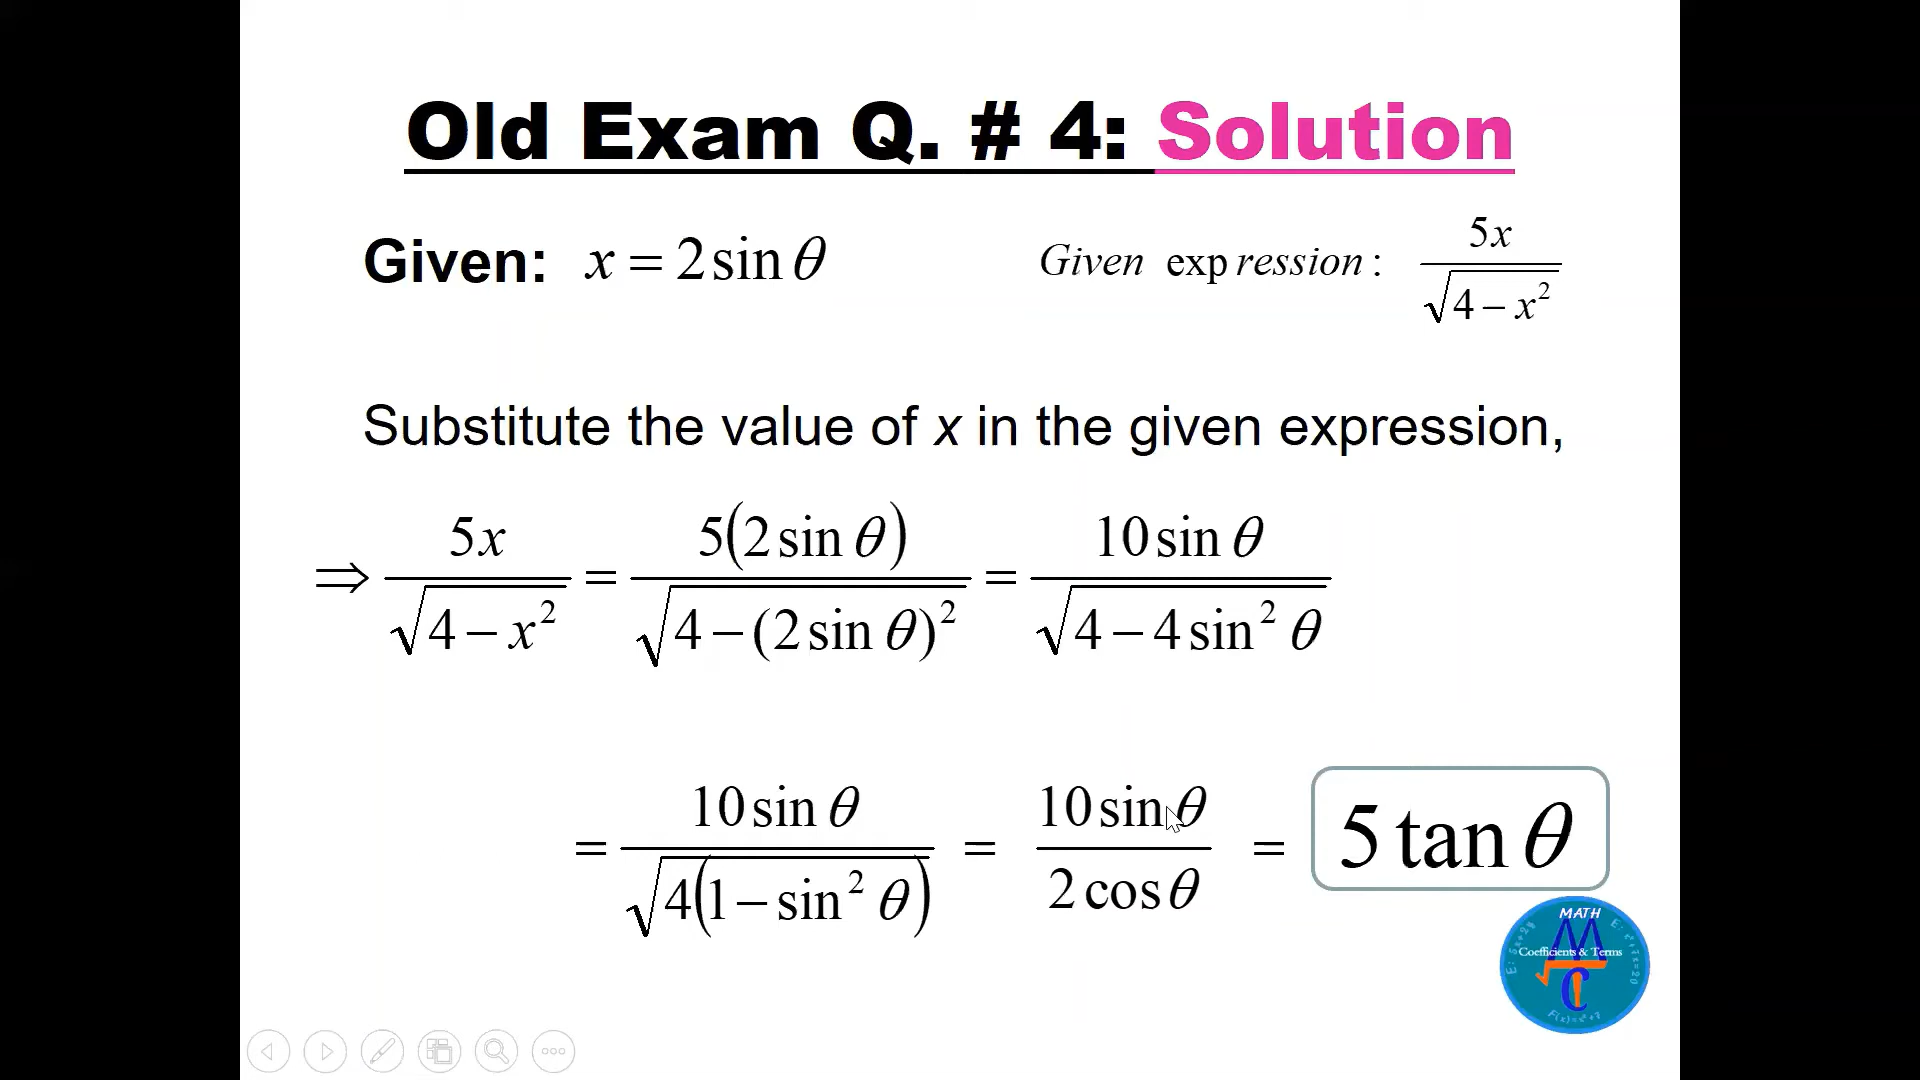 Old Exam Q. # 4: Solution
Given: x = 2 sin θ Given expression : 5x / √(4 − x²)
Substitute the value of x in the given expression,
⇒ 5x / √(4 − x²) = 5(2 sin θ) / √(4 − (2 sin θ)²) = 10 sin θ / √(4 − 4 sin² θ)
= 10 sin θ / √(4(1 − sin² θ)) = 10 sin θ / 2 cos θ = 5 tan θ
MATH
Coefficients & Terms